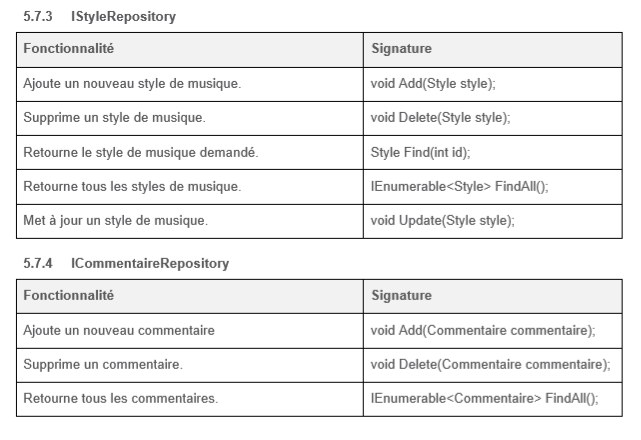 5.7.3 IStyleRepository
Fonctionnalité Signature
Ajoute un nouveau style de musique. void Add(Style style);
Supprime un style de musique. void Delete(Style style);
Retourne le style de musique demandé. Style Find(int id);
Retourne tous les styles de musique. IEnumerable<Style> FindAll();
Met à jour un style de musique. void Update(Style style);
5.7.4 ICommentaireRepository
Fonctionnalité Signature
Ajoute un nouveau commentaire void Add(Commentaire commentaire);
Supprime un commentaire. void Delete(Commentaire commentaire);
Retourne tous les commentaires. IEnumerable<Commentaire> FindAll();